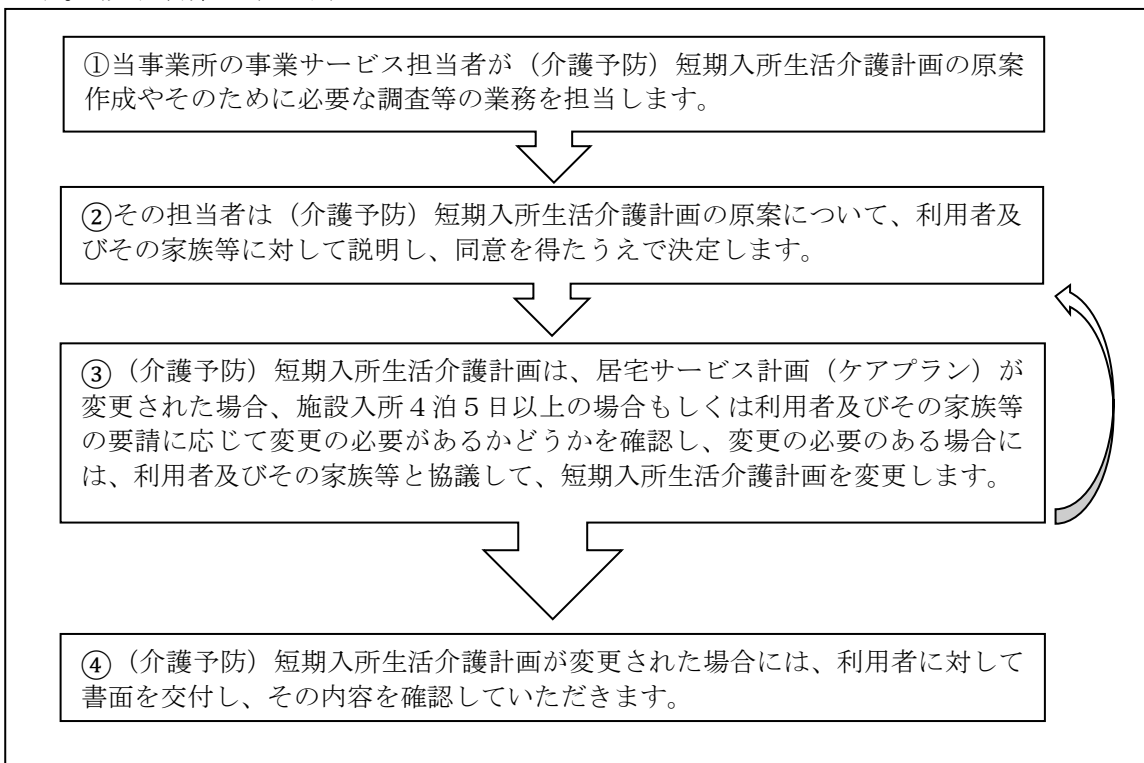 ①当事業所の事業サービス担当者が（介護予防）短期入所生活介護計画の原案
作成やそのために必要な調査等の業務を担当します。
②その担当者は（介護予防）短期入所生活介護計画の原案について、利用者及
びその家族等に対して説明し、同意を得たうえで決定します。
③（介護予防）短期入所生活介護計画は、居宅サービス計画（ケアプラン）が
変更された場合、施設入所４泊５日以上の場合もしくは利用者及びその家族等
の要請に応じて変更の必要があるかどうかを確認し、変更の必要のある場合に
は、利用者及びその家族等と協議して、短期入所生活介護計画を変更します。
④（介護予防）短期入所生活介護計画が変更された場合には、利用者に対して
書面を交付し、その内容を確認していただきます。